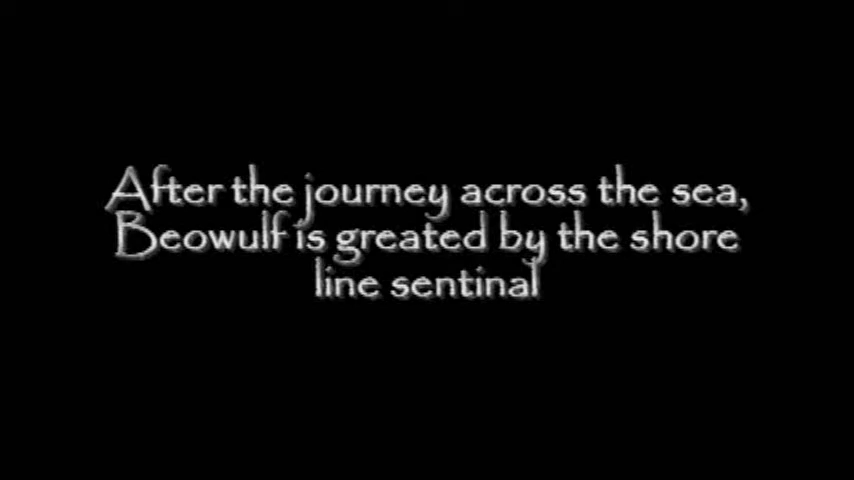 After the journey across the sea,
Beowulf is greated by the shore
line sentinal